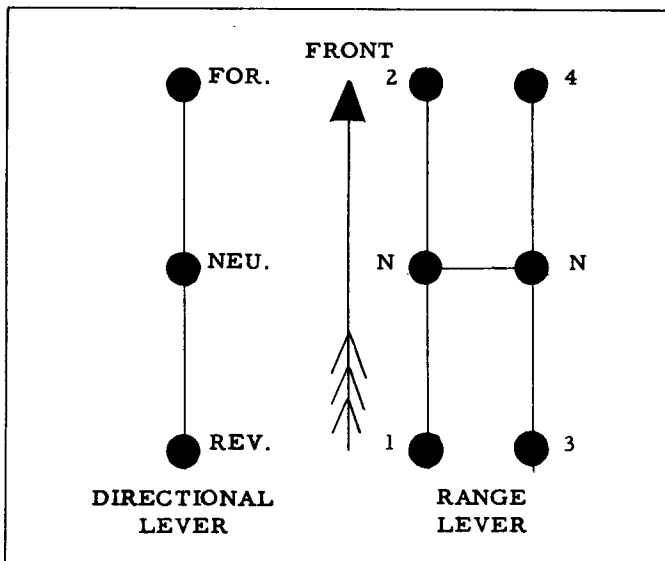 FRONT
FOR.
2
4
NEU.
N
N
REV.
1
3
DIRECTIONAL
LEVER
RANGE
LEVER